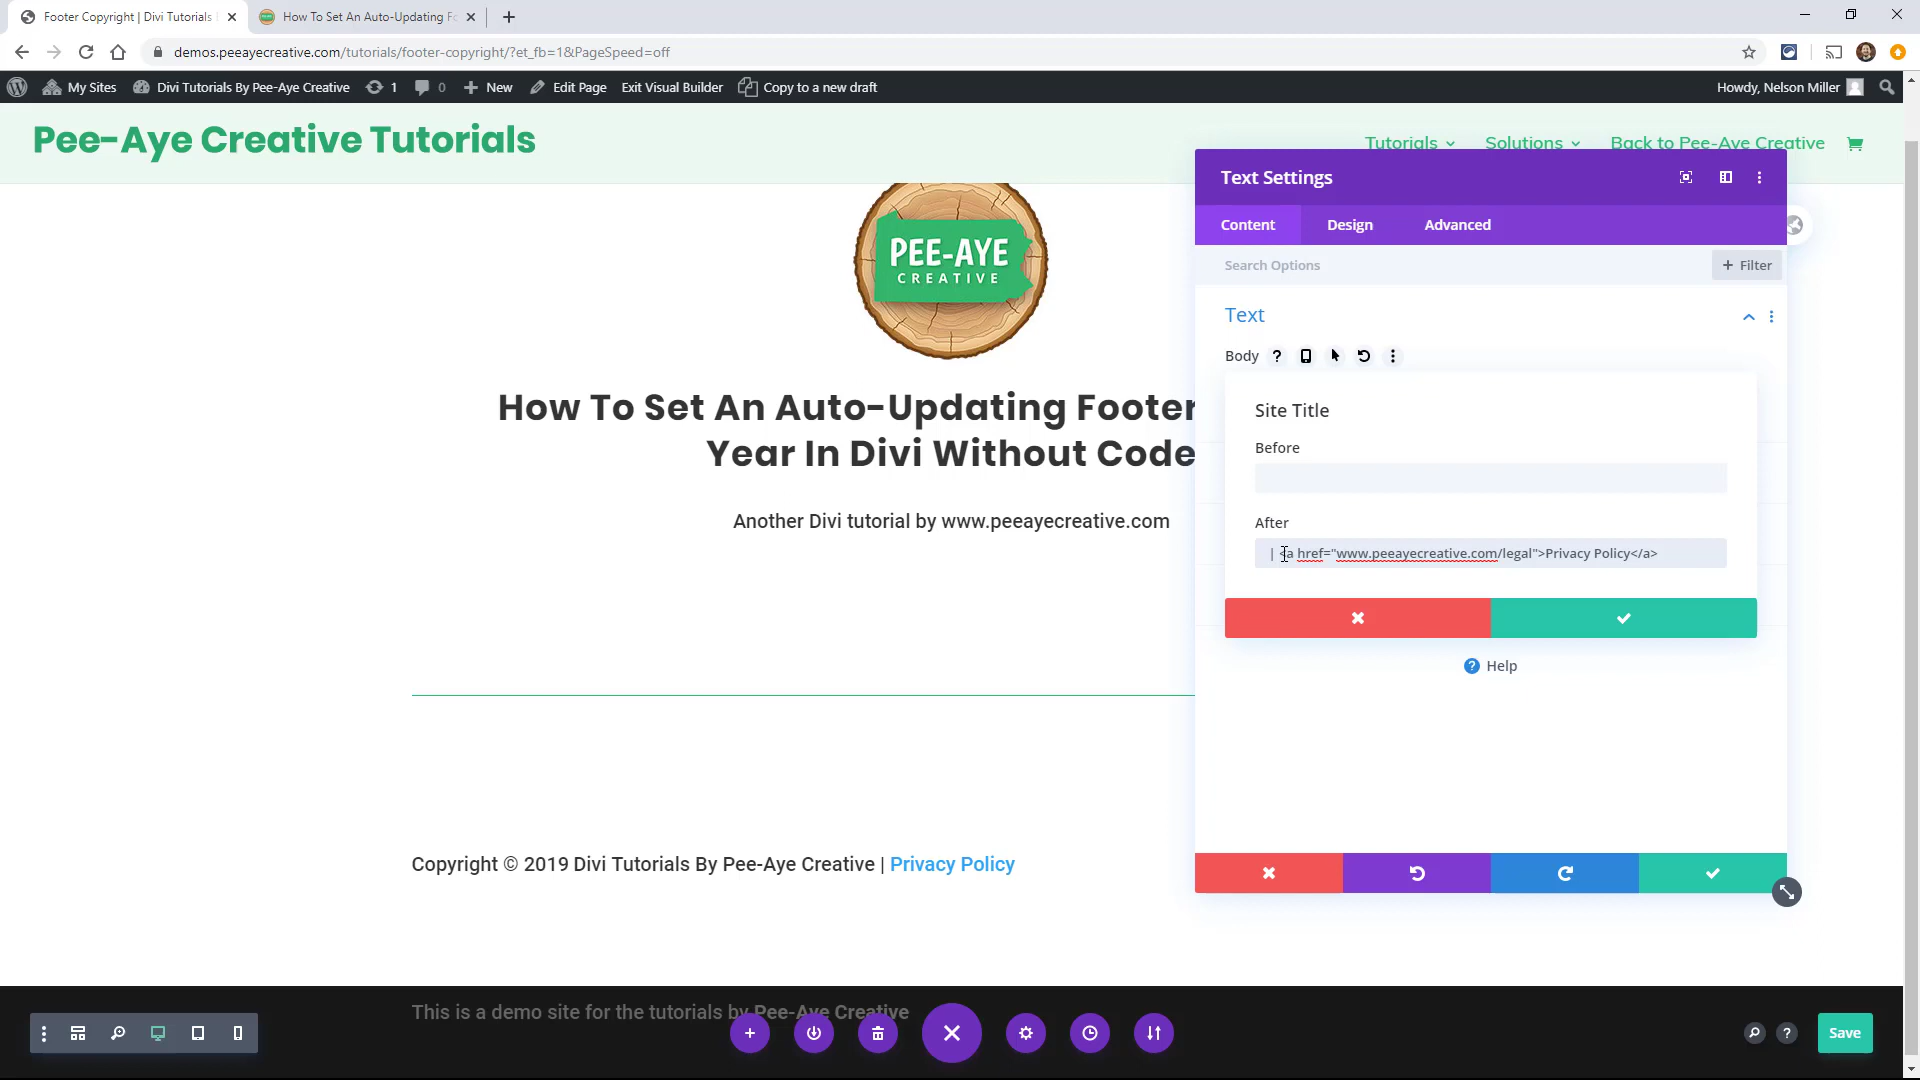 Footer Copyright | Divi Tutorials
How To Set An Auto-Updating Fo
demos.peeayecreative.com/tutorials/footer-copyright/?et_fb=1&PageSpeed=off
My Sites
Divi Tutorials By Pee-Aye Creative
1
0
New
Edit Page
Exit Visual Builder
Copy to a new draft
Howdy, Nelson Miller
Pee-Aye Creative Tutorials
Tutorials
Solutions
Back to Pee-Aye Creative
PEE-AYE
CREATIVE
How To Set An Auto-Updating Footer
Year In Divi Without Code
Another Divi tutorial by www.peeayecreative.com
Text Settings
Content
Design
Advanced
Search Options
+ Filter
Text
Body
Site Title
Before
After
| <a href="www.peeayecreative.com/legal">Privacy Policy</a>
Help
Copyright © 2019 Divi Tutorials By Pee-Aye Creative | Privacy Policy
This is a demo site for the tutorials by Pee-Aye Creative
Save